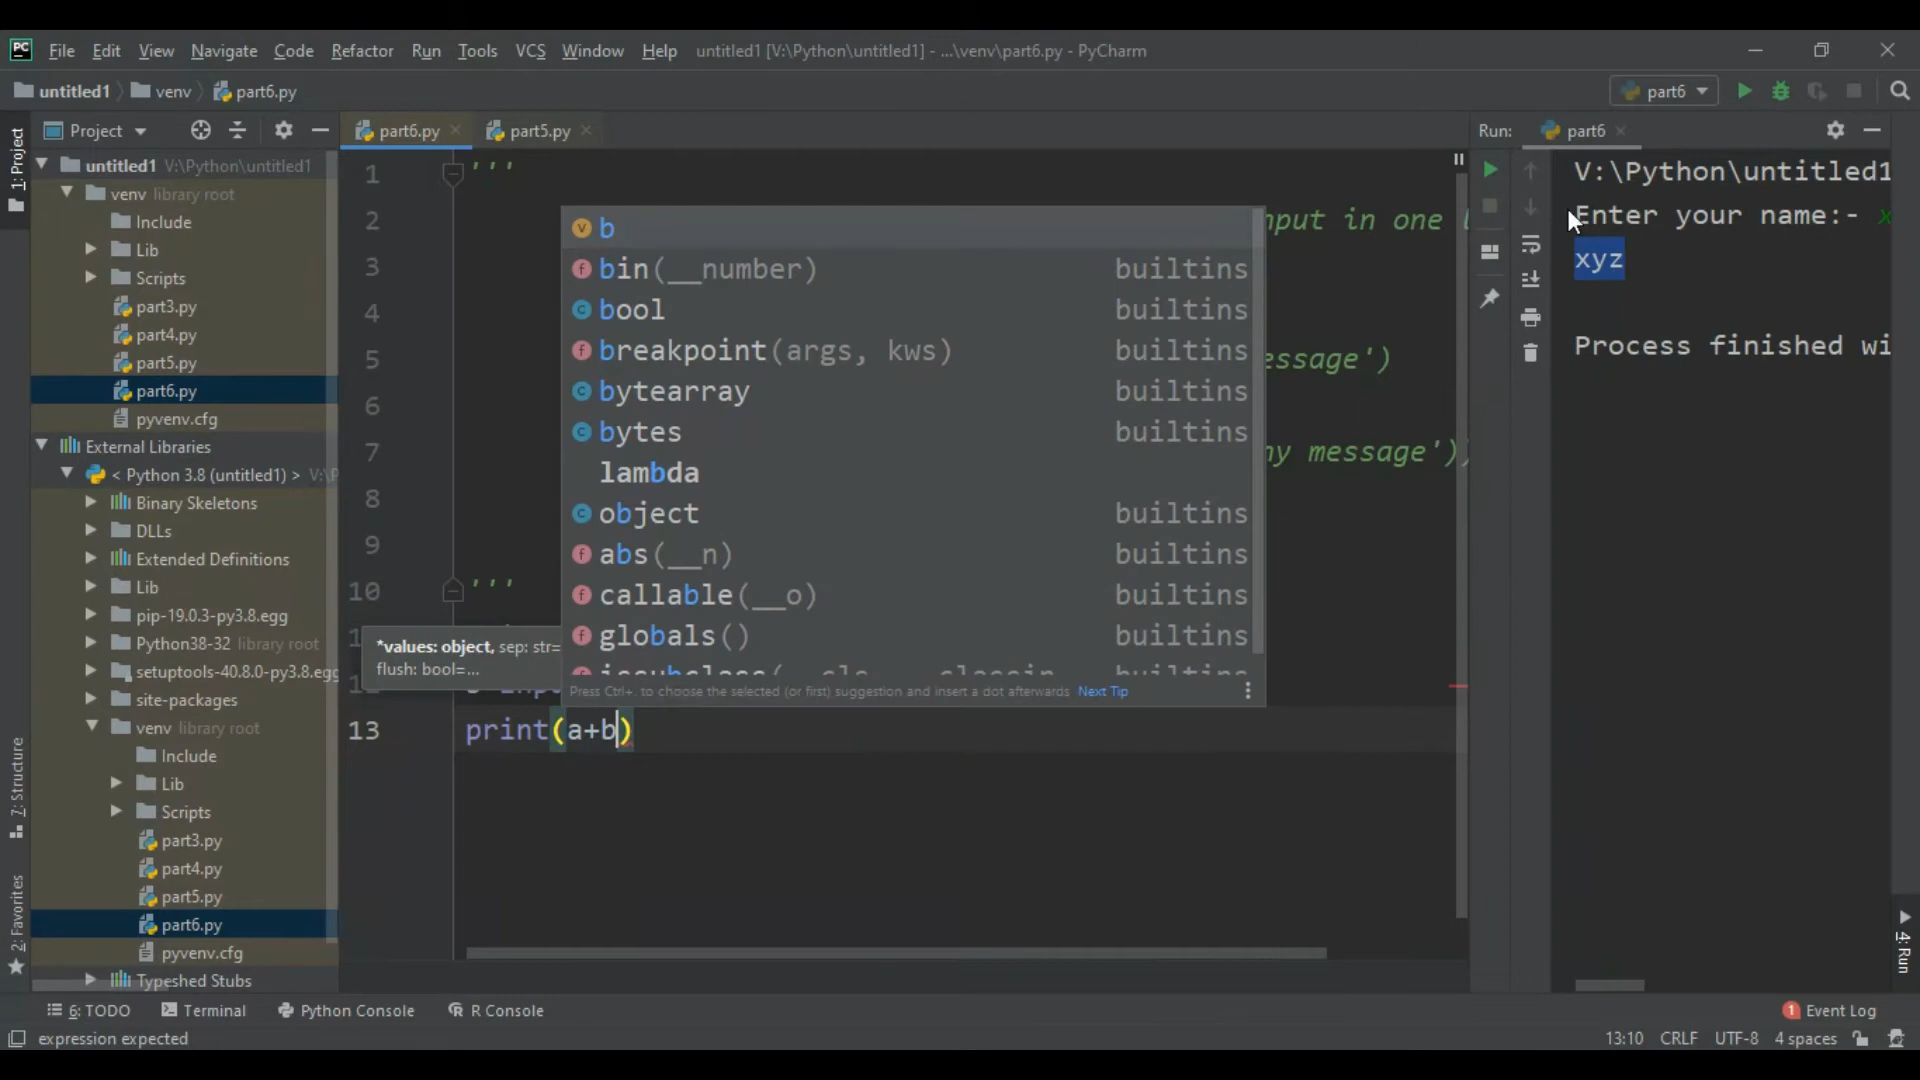 PC File Edit View Navigate Code Refactor Run Tools VCS Window Help untitled1 [V:\Python\untitled1] - ...\venv\part6.py - PyCharm
untitled1 venv part6.py part6
1: Project
Project part6.py part5.py Run: part6
untitled1 V:\Python\untitled1
venv library root
Include
Lib
Scripts
part3.py
part4.py
part5.py
part6.py
pyvenv.cfg
External Libraries
< Python 3.8 (untitled1) > V:\P
Binary Skeletons
DLLs
Extended Definitions
Lib
pip-19.0.3-py3.8.egg
Python38-32 library root
setuptools-40.8.0-py3.8.egg
site-packages
venv library root
Include
Lib
Scripts
part3.py
part4.py
part5.py
part6.py
pyvenv.cfg
Typeshed Stubs
7: Structure
2: Favorites
1 '''
2 nput in one
3
4
5 essage')
6
7 ny message'))
8
9
10 '''
13 print(a+b)
b
bin(__number) builtins
bool builtins
breakpoint(args, kws) builtins
bytearray builtins
bytes builtins
lambda
object builtins
abs(__n) builtins
callable(__o) builtins
globals() builtins
Press Ctrl+. to choose the selected (or first) suggestion and insert a dot afterwards Next Tip
*values: object, sep: str=
flush: bool=...
V:\Python\untitled1
Enter your name:- x
xyz
Process finished wi
4: Run
6: TODO Terminal Python Console R Console 1 Event Log
expression expected 13:10 CRLF UTF-8 4 spaces